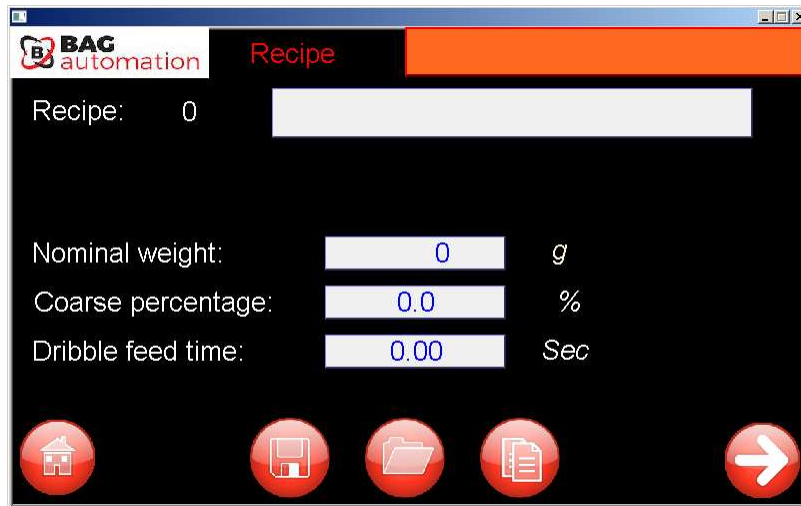 BAG
automation
Recipe
Recipe: 0
Nominal weight: 0 g
Coarse percentage: 0.0 %
Dribble feed time: 0.00 Sec